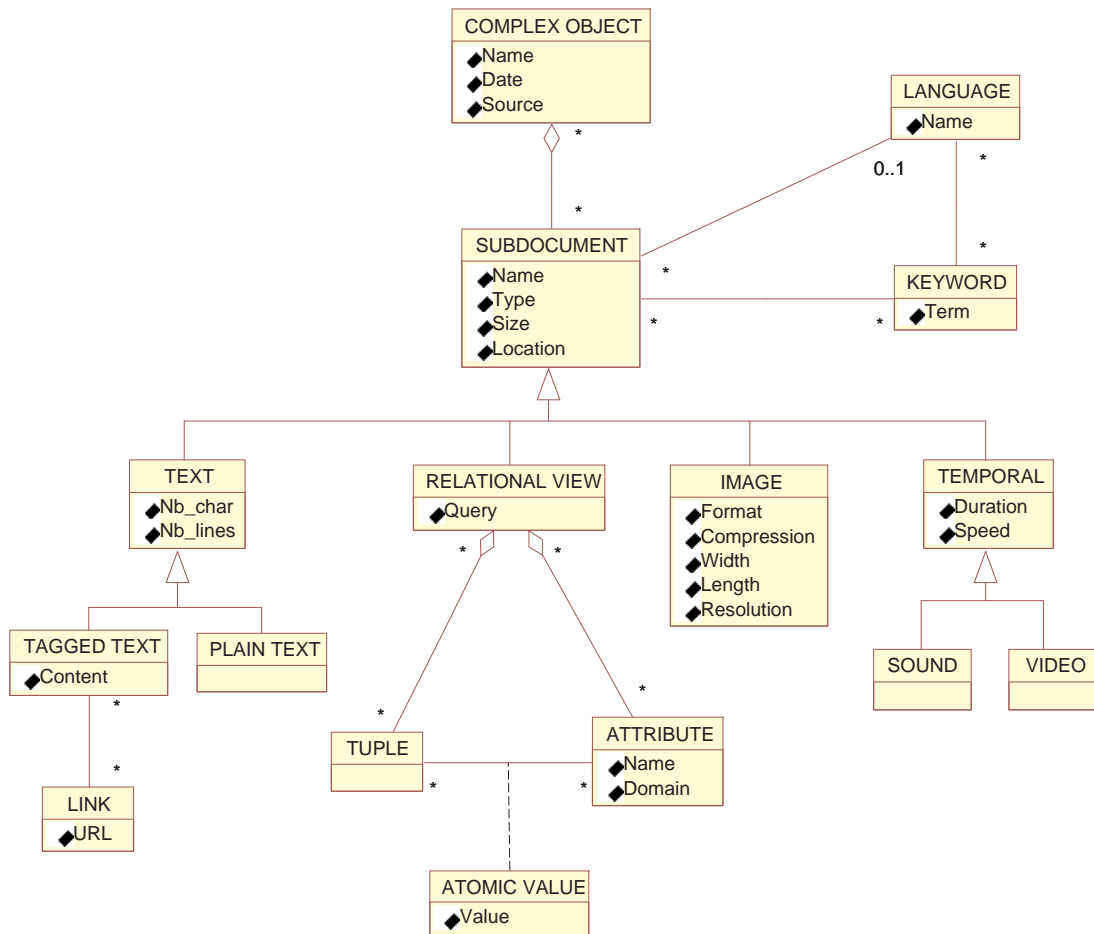 COMPLEX OBJECT
Name
Date
Source
*
LANGUAGE
Name
0..1
*
*
SUBDOCUMENT
Name
Type
Size
Location
*
*
*
*
KEYWORD
Term
TEXT
Nb_char
Nb_lines
RELATIONAL VIEW
Query
IMAGE
Format
Compression
Width
Length
Resolution
TEMPORAL
Duration
Speed
*
*
TAGGED TEXT
Content
PLAIN TEXT
SOUND
VIDEO
*
*
*
*
TUPLE
ATTRIBUTE
Name
Domain
*
*
LINK
URL
ATOMIC VALUE
Value